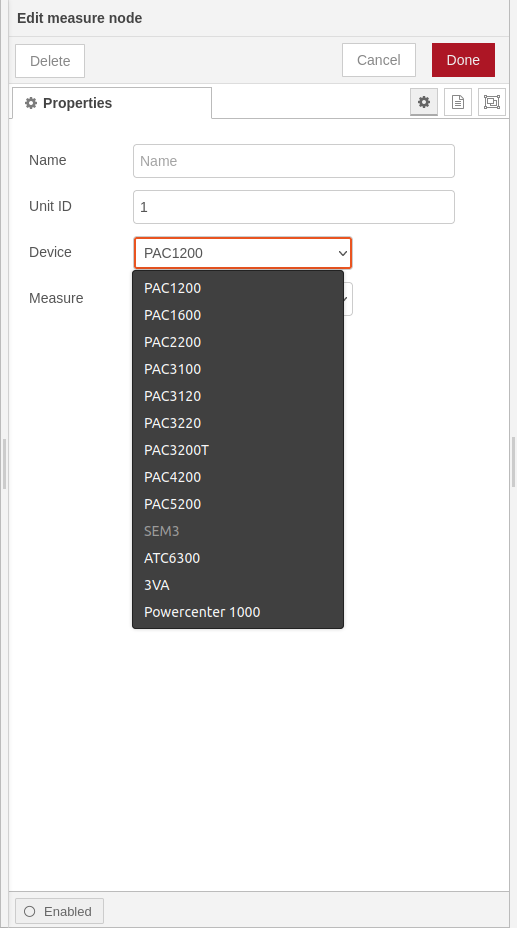 Edit measure node
Delete
Cancel
Done
Properties
Name
Name
Unit ID
1
Device
PAC1200
Measure
PAC1200
PAC1600
PAC2200
PAC3100
PAC3120
PAC3220
PAC3200T
PAC4200
PAC5200
SEM3
ATC6300
3VA
Powercenter 1000
Enabled